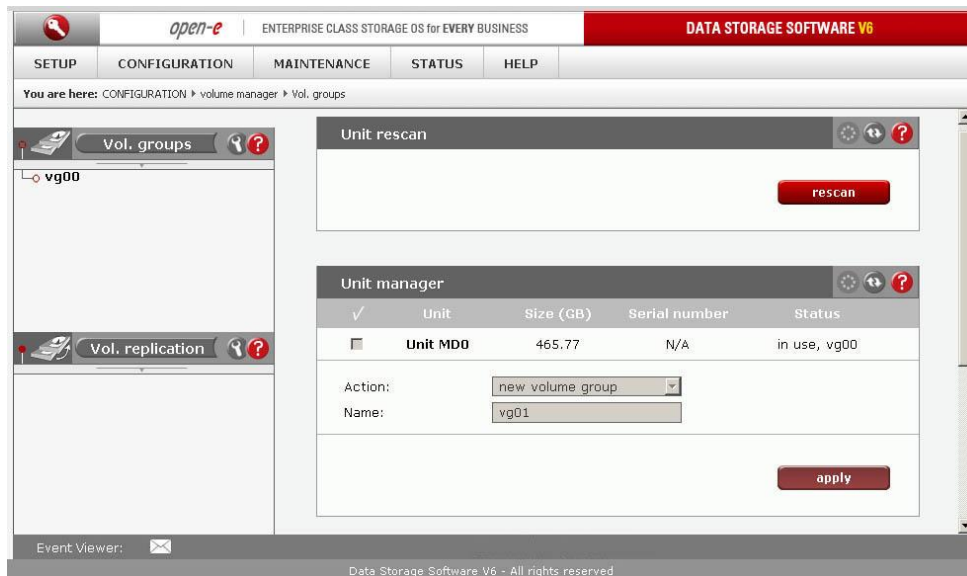 open-e ENTERPRISE CLASS STORAGE OS for EVERY BUSINESS DATA STORAGE SOFTWARE V6
SETUP CONFIGURATION MAINTENANCE STATUS HELP
You are here: CONFIGURATION volume manager Vol. groups
Vol. groups
vg00
Vol. replication
Unit rescan
rescan
Unit manager
Unit Size (GB) Serial number Status
Unit MD0 465.77 N/A in use, vg00
Action: new volume group
Name: vg01
apply
Event Viewer:
Data Storage Software V6 - All rights reserved